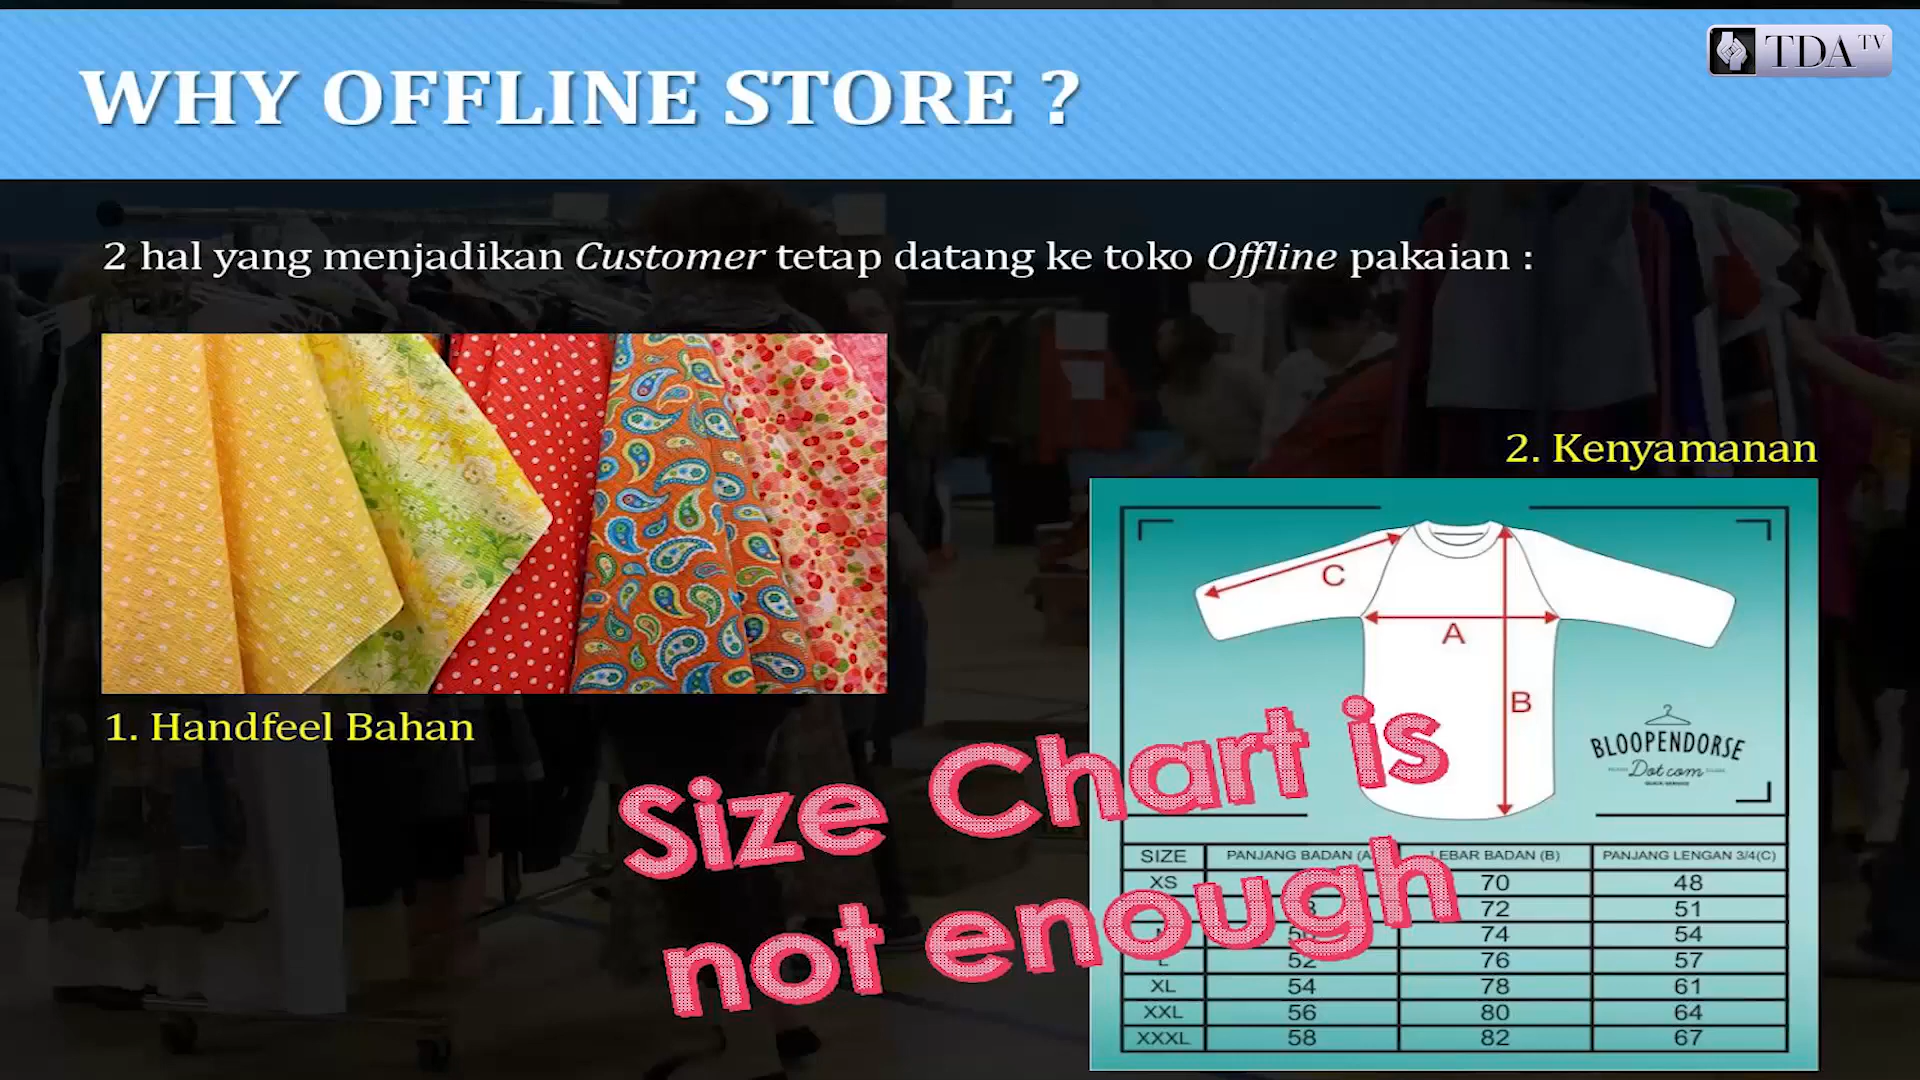 WHY OFFLINE STORE ?
TDA TV
2 hal yang menjadikan Customer tetap datang ke toko Offline pakaian :
1. Handfeel Bahan
2. Kenyamanan
C
A
B
BLOOPENDORSE
Dot com
Size Chart is
not enough
SIZE PANJANG BADAN (A LEBAR BADAN (B) PANJANG LENGAN 3/4(C)
XS 70 48
72 51
74 54
L 52 76 57
XL 54 78 61
XXL 56 80 64
XXXL 58 82 67